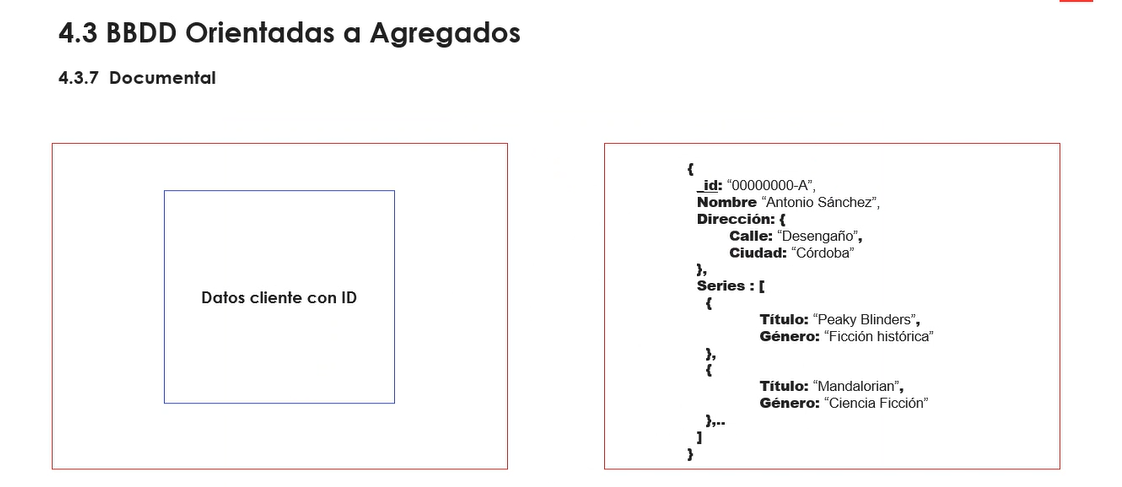 4.3 BBDD Orientadas a Agregados
4.3.7 Documental
Datos cliente con ID
{
_id: “00000000-A”,
Nombre “Antonio Sánchez”,
Dirección: {
Calle: “Desengaño”,
Ciudad: “Córdoba”
},
Series : [
{
Título: “Peaky Blinders”,
Género: “Ficción histórica”
},
{
Título: “Mandalorian”,
Género: “Ciencia Ficción”
},..
]
}